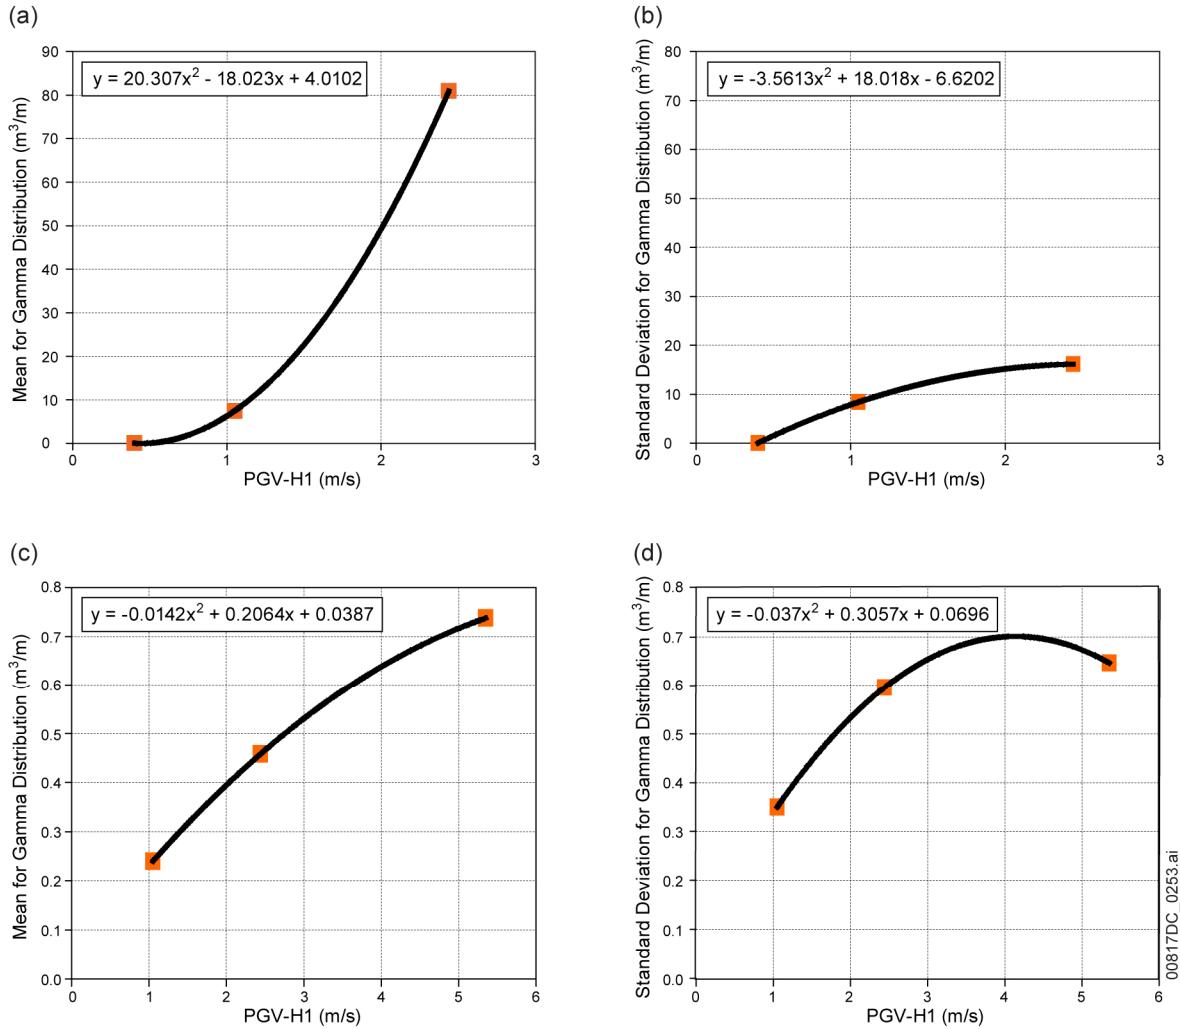 (a)
y = 20.307x² - 18.023x + 4.0102
Mean for Gamma Distribution (m³/m)
90
80
70
60
50
40
30
20
10
0
0 1 2 3
PGV-H1 (m/s)
(b)
y = -3.5613x² + 18.018x - 6.6202
Standard Deviation for Gamma Distribution (m³/m)
80
70
60
50
40
30
20
10
0
0 1 2 3
PGV-H1 (m/s)
(c)
y = -0.0142x² + 0.2064x + 0.0387
Mean for Gamma Distribution (m³/m)
0.8
0.7
0.6
0.5
0.4
0.3
0.2
0.1
0.0
0 1 2 3 4 5 6
PGV-H1 (m/s)
(d)
y = -0.037x² + 0.3057x + 0.0696
Standard Deviation for Gamma Distribution (m³/m)
0.8
0.7
0.6
0.5
0.4
0.3
0.2
0.1
0.0
0 1 2 3 4 5 6
PGV-H1 (m/s)
00817DC_0253.ai